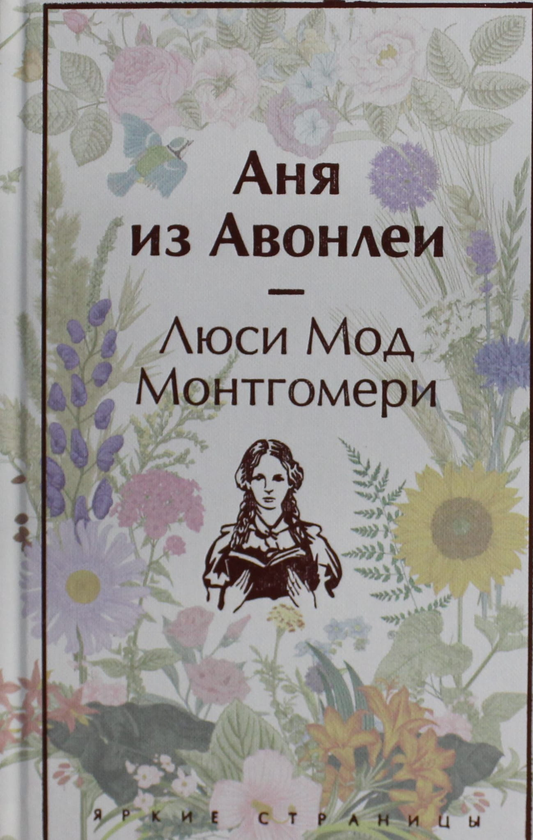 Аня
из Авонлеи
Люси Мод
Монтгомери
ЯРКИЕ СТРАНИЦЫ